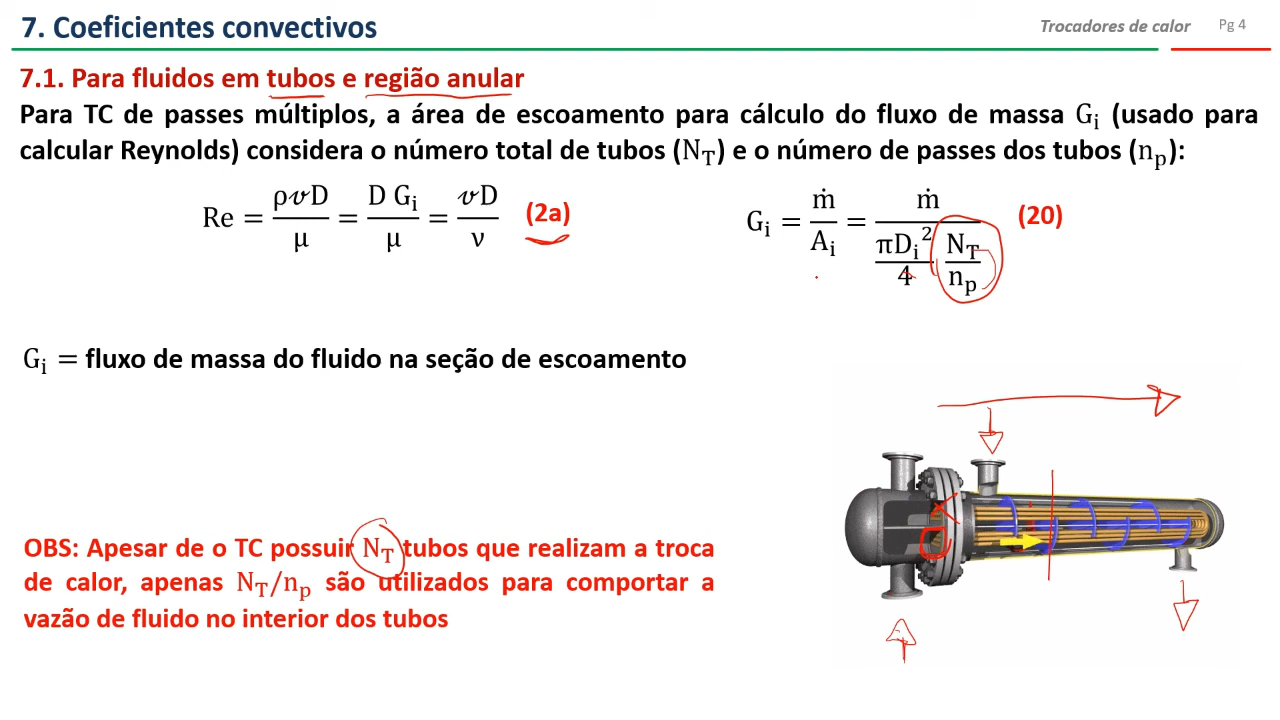 7. Coeficientes convectivos
Trocadores de calor
Pg 4
7.1. Para fluidos em tubos e região anular
Para TC de passes múltiplos, a área de escoamento para cálculo do fluxo de massa Gᵢ (usado para
calcular Reynolds) considera o número total de tubos (N_T) e o número de passes dos tubos (n_p):
Re = ρ𝓋D/μ = D Gᵢ/μ = 𝓋D/ν (2a)
Gᵢ = ṁ/Aᵢ = ṁ/(πDᵢ²/4 N_T/n_p) (20)
Gᵢ = fluxo de massa do fluido na seção de escoamento
OBS: Apesar de o TC possuir N_T tubos que realizam a troca
de calor, apenas N_T/n_p são utilizados para comportar a
vazão de fluido no interior dos tubos